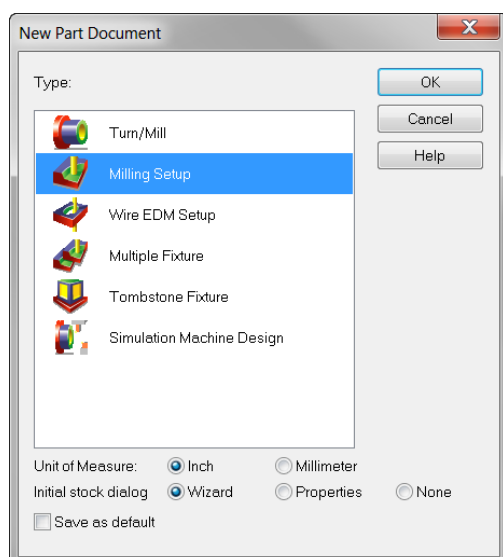 New Part Document
Type:
OK
Cancel
Help
Turn/Mill
Milling Setup
Wire EDM Setup
Multiple Fixture
Tombstone Fixture
Simulation Machine Design
Unit of Measure: Inch Millimeter
Initial stock dialog Wizard Properties None
Save as default